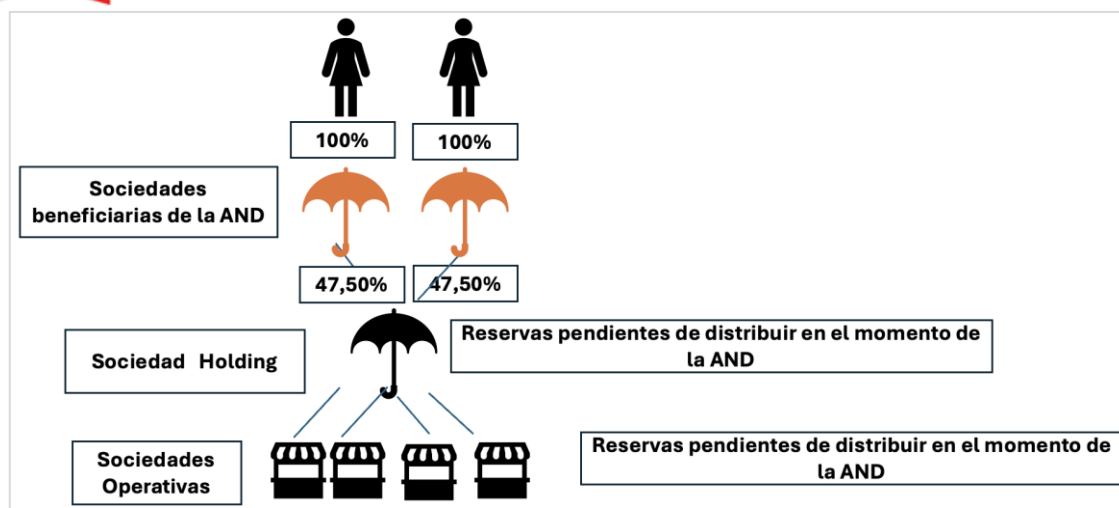 100%
100%
Sociedades
beneficiarias de la AND
47,50%
47,50%
Reservas pendientes de distribuir en el momento de
la AND
Sociedad Holding
Reservas pendientes de distribuir en el momento de
la AND
Sociedades
Operativas